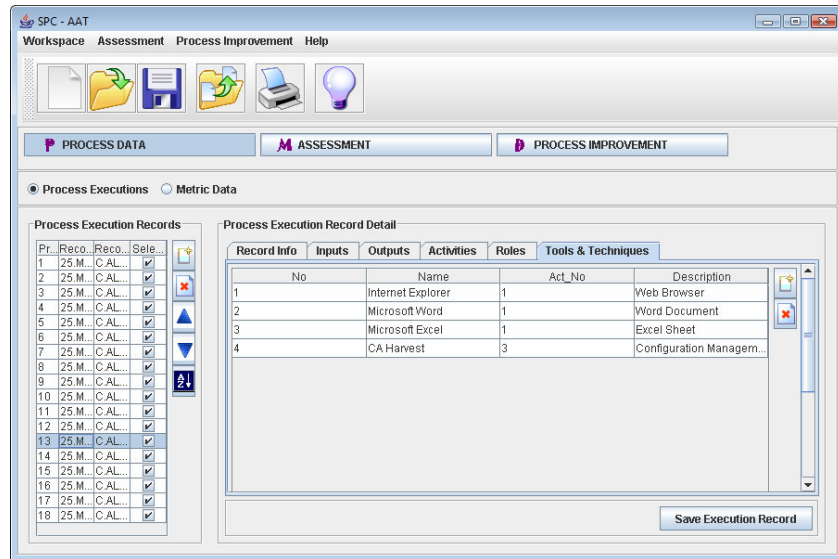 SPC - AAT
Workspace Assessment Process Improvement Help
P PROCESS DATA M ASSESSMENT D PROCESS IMPROVEMENT
Process Executions Metric Data
Process Execution Records
Pr... Reco... Reco... Sele...
1 25.M... C.AL...
2 25.M... C.AL...
3 25.M... C.AL...
4 25.M... C.AL...
5 25.M... C.AL...
6 25.M... C.AL...
7 25.M... C.AL...
8 25.M... C.AL...
9 25.M... C.AL...
10 25.M... C.AL...
11 25.M... C.AL...
12 25.M... C.AL...
13 25.M... C.AL...
14 25.M... C.AL...
15 25.M... C.AL...
16 25.M... C.AL...
17 25.M... C.AL...
18 25.M... C.AL...
A Z
Process Execution Record Detail
Record Info Inputs Outputs Activities Roles Tools & Techniques
No Name Act_No Description
1 Internet Explorer 1 Web Browser
2 Microsoft Word 1 Word Document
3 Microsoft Excel 1 Excel Sheet
4 CA Harvest 3 Configuration Managem...
Save Execution Record